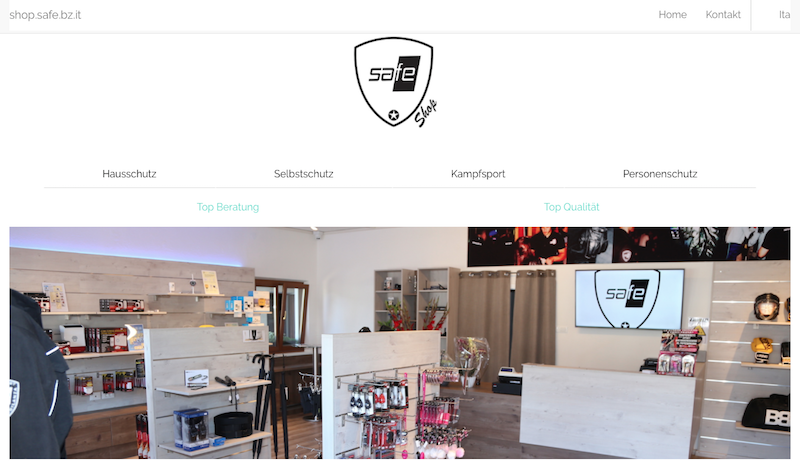 shop.safe.bz.it
Home Kontakt Ita
safe
Shop
Hausschutz Selbstschutz Kampfsport Personenschutz
Top Beratung Top Qualität
safe